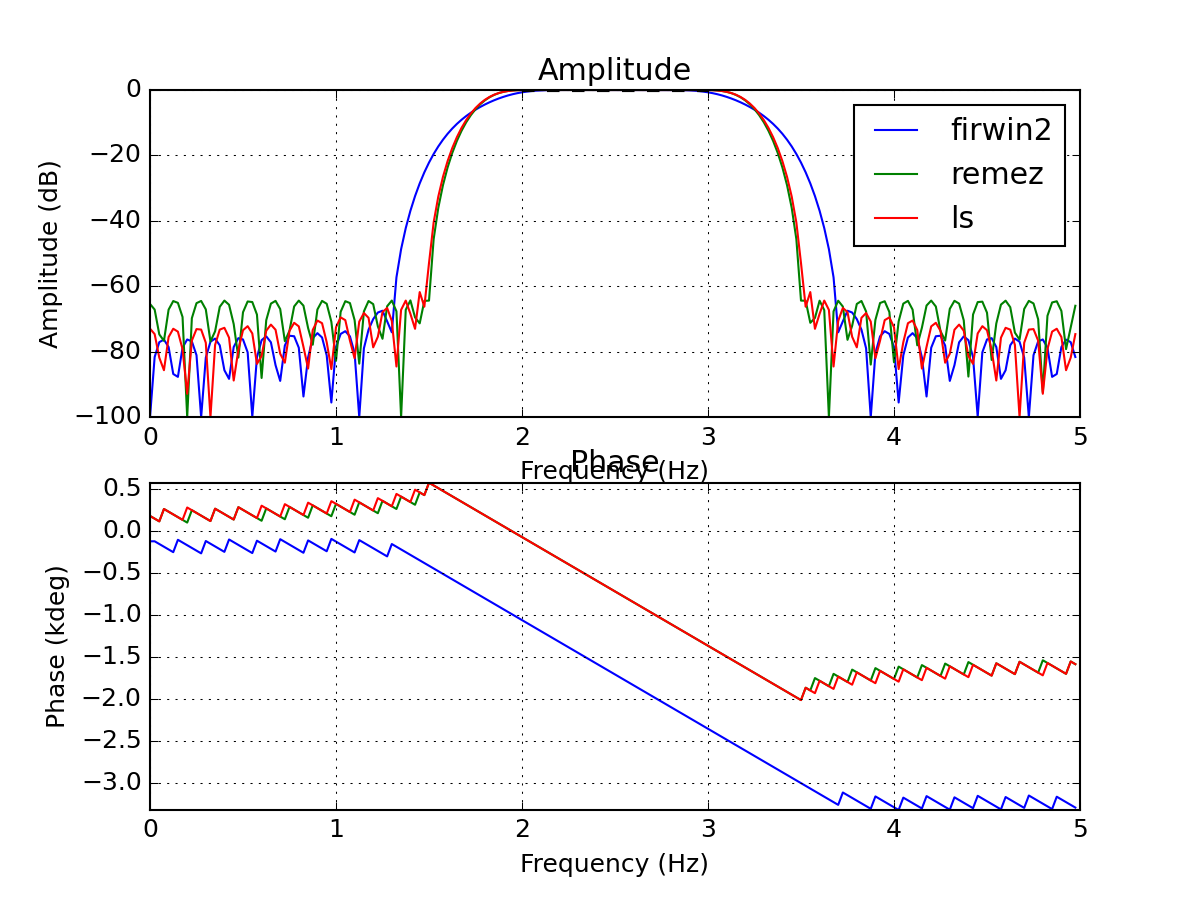 Amplitude
0
−20
−40
−60
−80
−100
Amplitude (dB)
firwin2
remez
ls
0 1 2 3 4 5
Frequency (Hz)
Phase
0.5
0.0
−0.5
−1.0
−1.5
−2.0
−2.5
−3.0
Phase (kdeg)
0 1 2 3 4 5
Frequency (Hz)